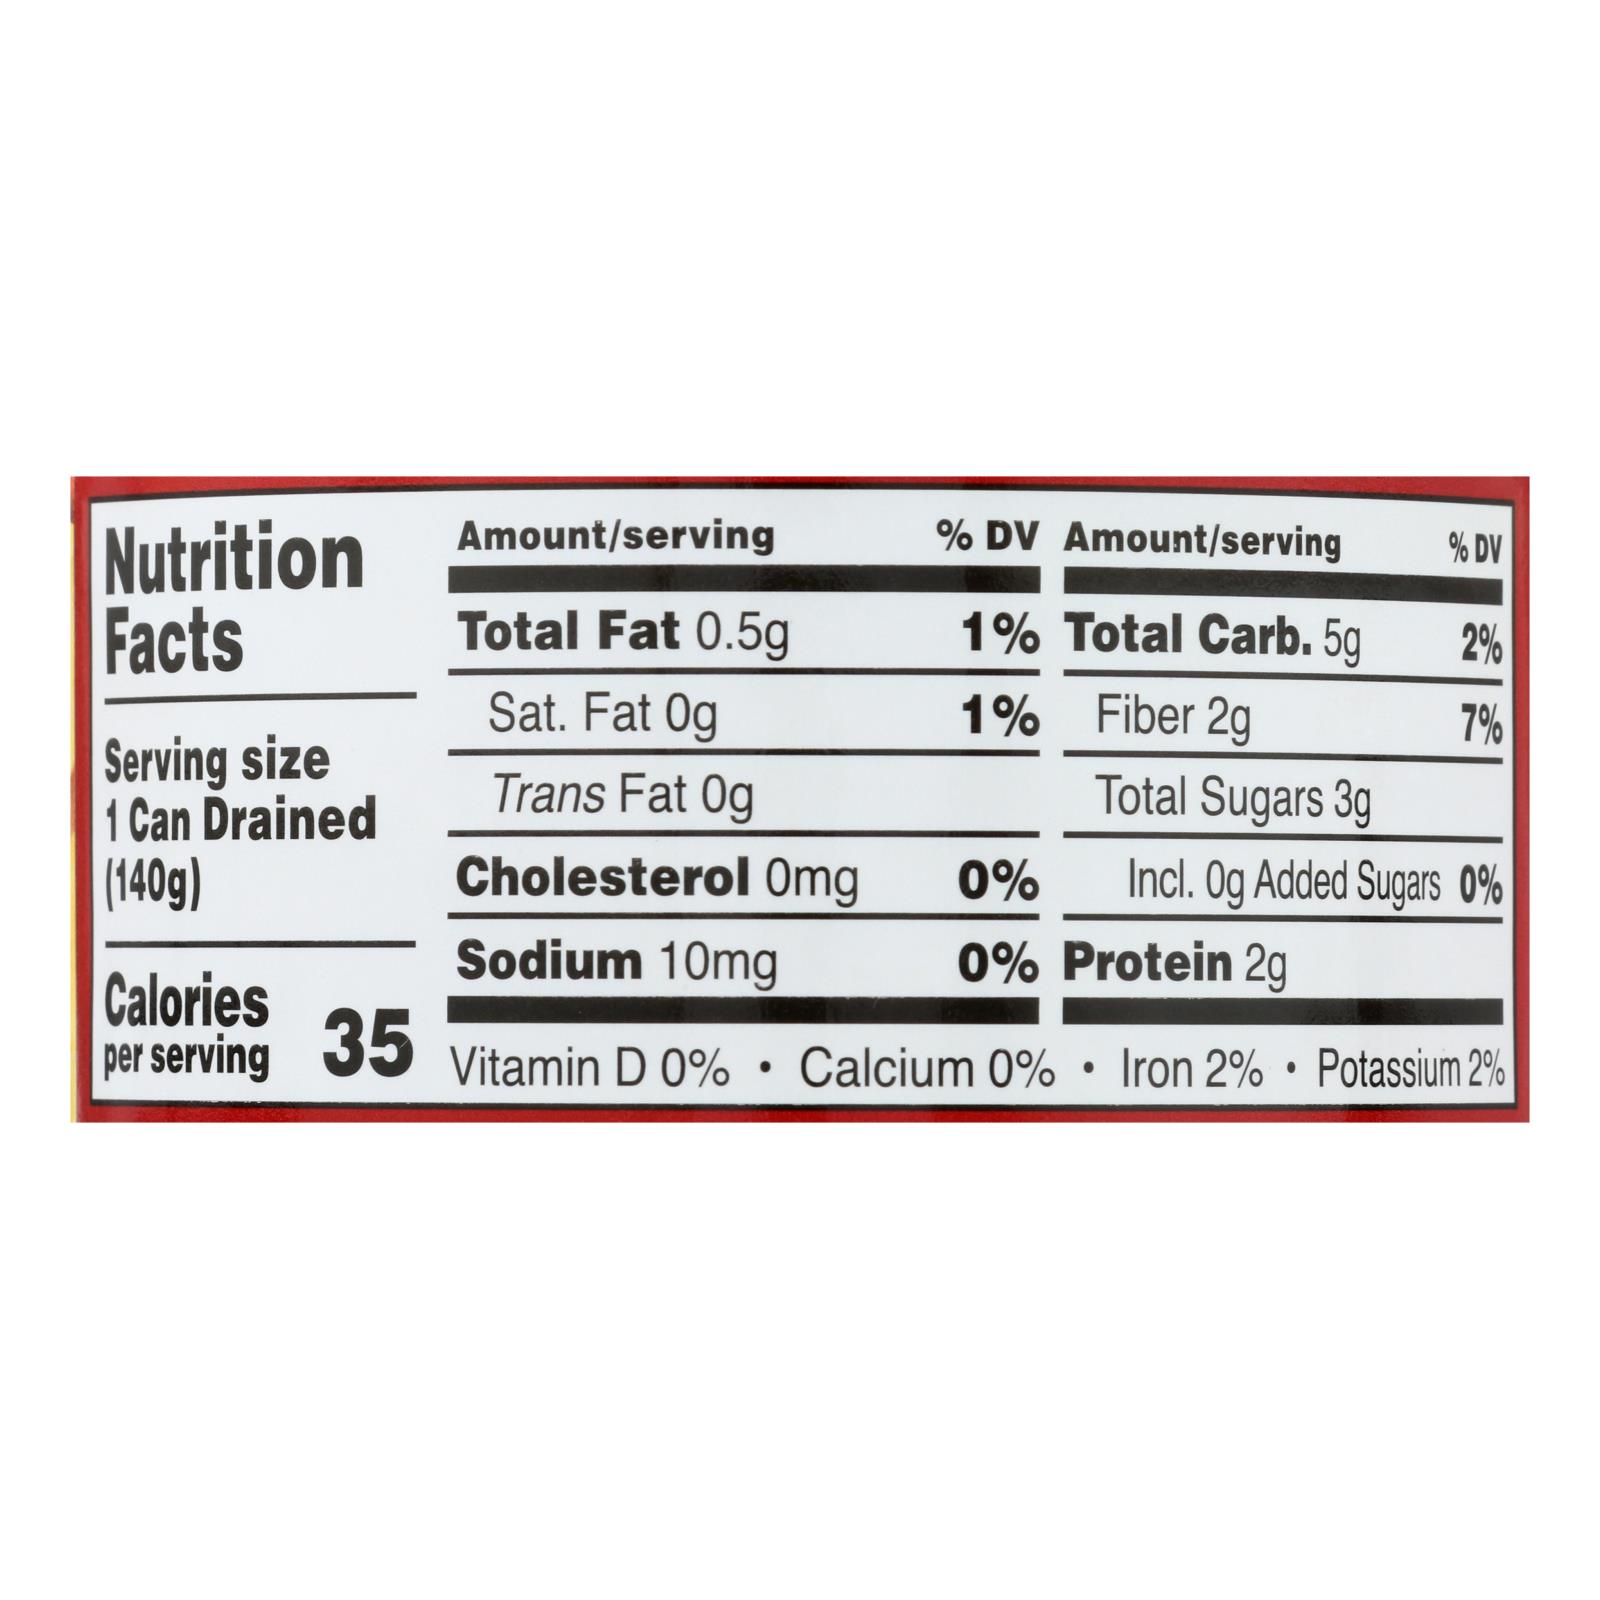 Nutrition
Facts
Serving size
1 Can Drained
(140g)
Calories
per serving 35
Amount/serving % DV
Total Fat 0.5g 1%
Sat. Fat 0g 1%
Trans Fat 0g
Cholesterol 0mg 0%
Sodium 10mg 0%
Amount/serving % DV
Total Carb. 5g 2%
Fiber 2g 7%
Total Sugars 3g
Incl. 0g Added Sugars 0%
Protein 2g
Vitamin D 0% • Calcium 0% • Iron 2% • Potassium 2%